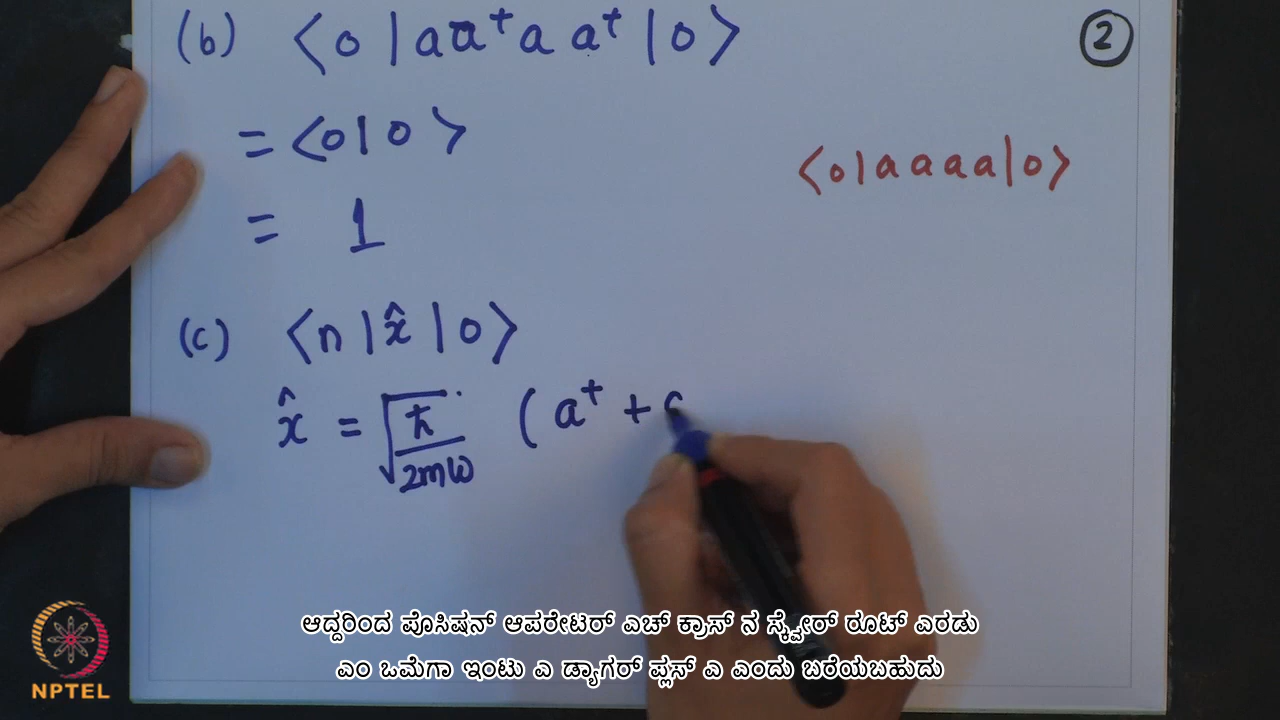 (b) ⟨0|aa†aa†|0⟩
②
= ⟨0|0⟩
⟨0|aaaa|0⟩
= 1
(c) ⟨n|x̂|0⟩
x̂ = √(ħ/2mω) (a† +
ಆದ್ದರಿಂದ ಪೊಸಿಷನ್ ಆಪರೇಟರ್ ಎಚ್ ಕ್ರಾಸ್ ನ ಸ್ಕ್ವೇರ್ ರೂಟ್ ಎರಡು
ಎಂ ಒಮೆಗಾ ಇಂಟು ಎ ಡ್ಯಾಗರ್ ಪ್ಲಸ್ ಎ ಎಂದು ಬರೆಯಬಹುದು
NPTEL